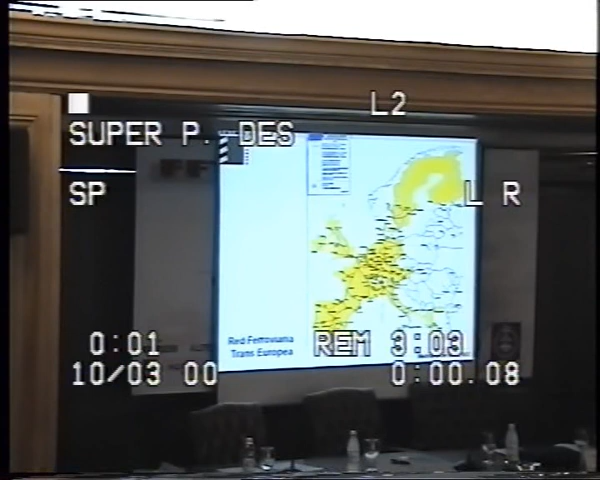 L2
SUPER P. DES
SP
L R
Red Ferroviaria
Trans Europea
0:01
REM 3:03
10/03 00
0:00.08